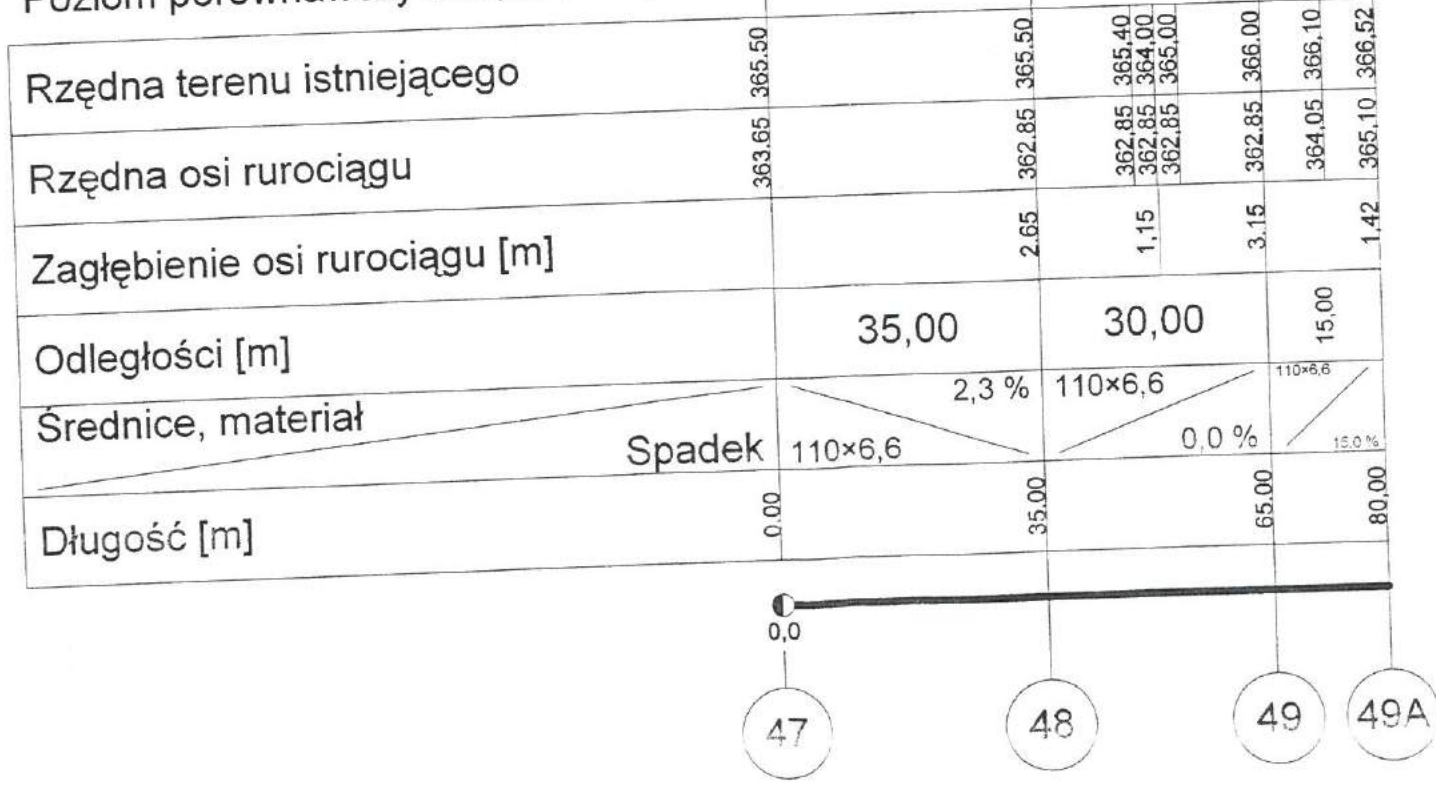 Poziom porównawczy
Rzędna terenu istniejącego 365.50 365.50 365,40 364,00 365,00 366.00 366,10 366,52
Rzędna osi rurociągu 363.65 362.85 362,85 362,85 362,85 362.85 364,05 365,10
Zagłębienie osi rurociągu [m] 2.65 1,15 3.15 1,42
Odległości [m] 35,00 30,00 15,00
Średnice, materiał 2,3 % 110×6,6 110×6,6
Spadek 110×6,6 0,0 % 15.0 %
Długość [m] 0.00 35.00 65.00 80,00
0,0
47 48 49 49A